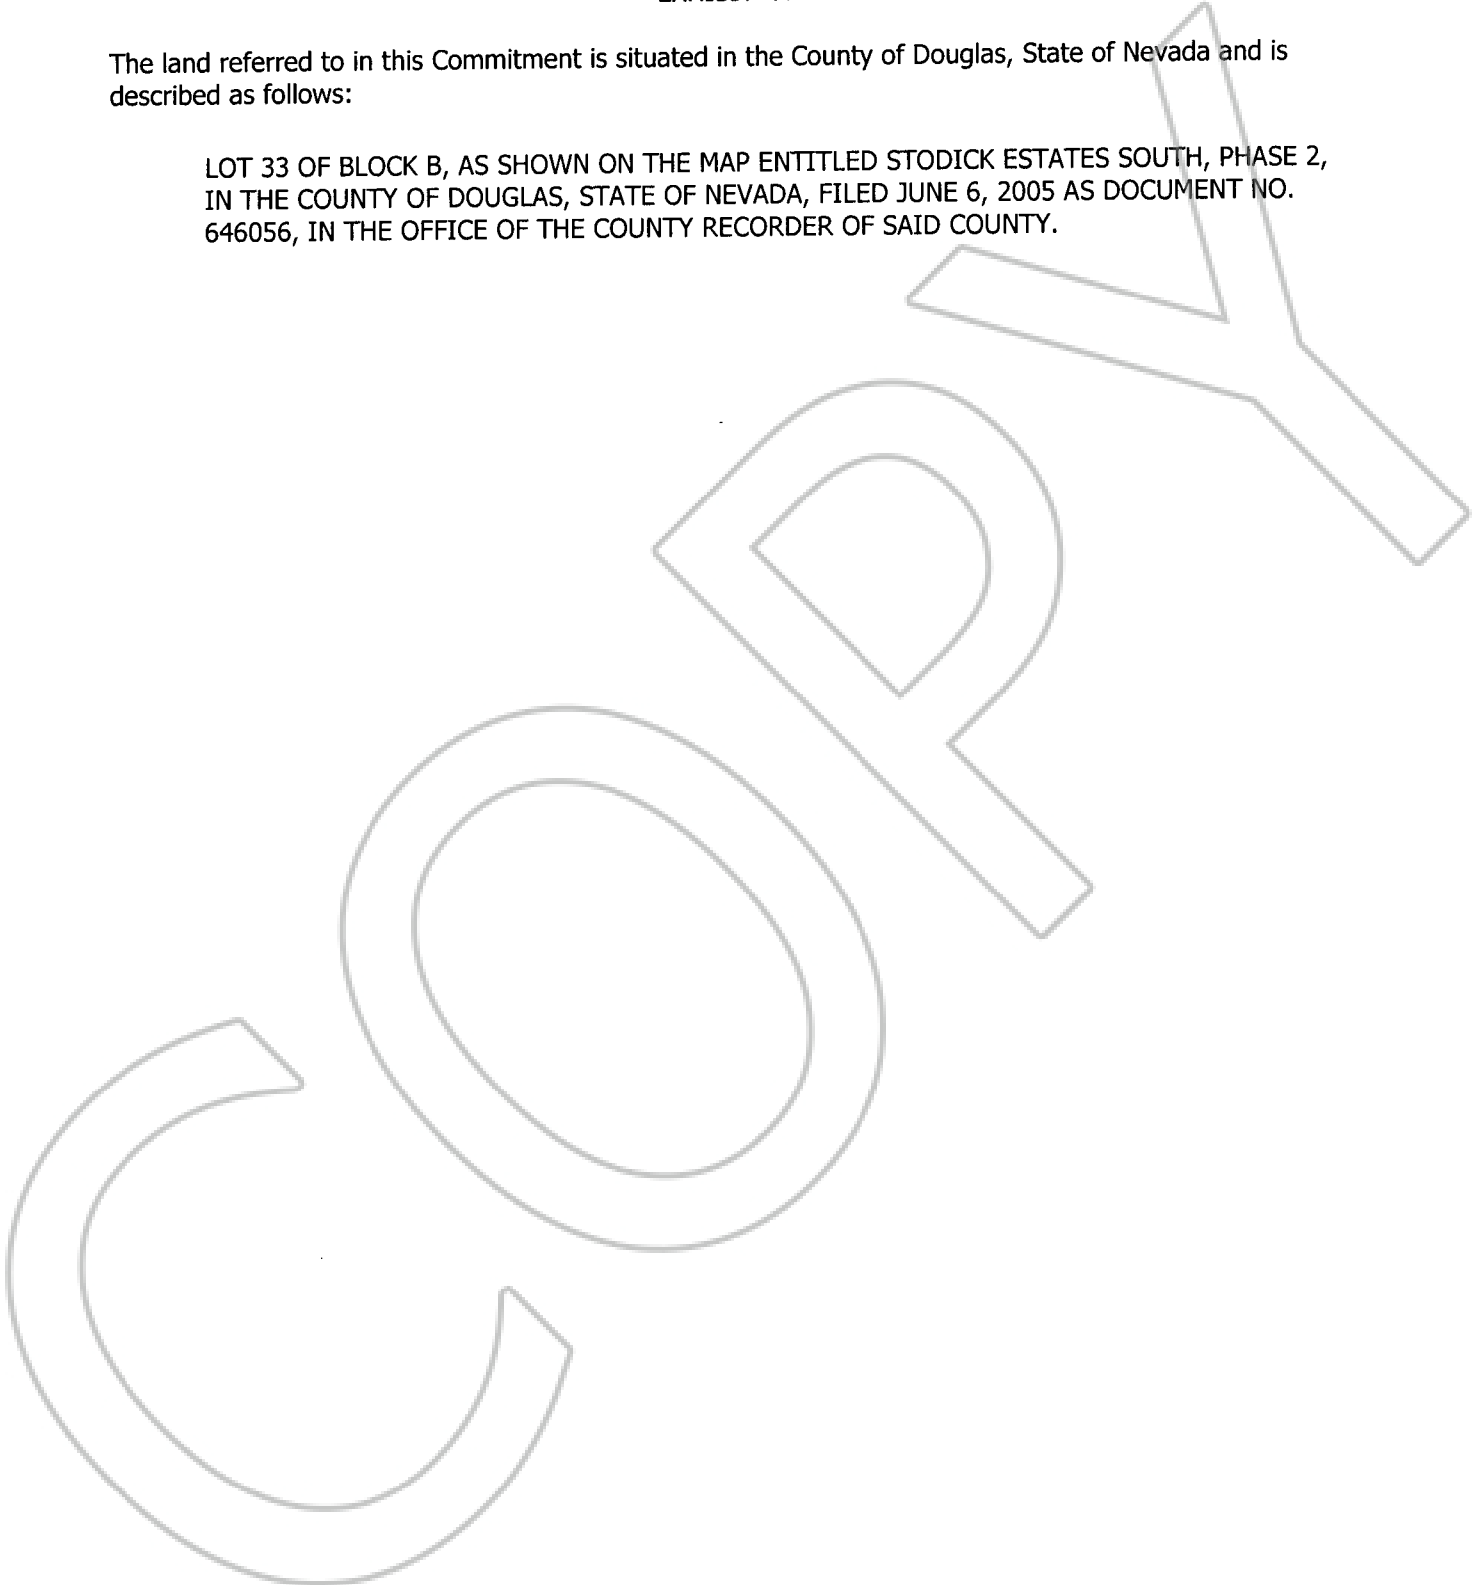 The land referred to in this Commitment is situated in the County of Douglas, State of Nevada and is
described as follows:
LOT 33 OF BLOCK B, AS SHOWN ON THE MAP ENTITLED STODICK ESTATES SOUTH, PHASE 2,
IN THE COUNTY OF DOUGLAS, STATE OF NEVADA, FILED JUNE 6, 2005 AS DOCUMENT NO.
646056, IN THE OFFICE OF THE COUNTY RECORDER OF SAID COUNTY.
COPY